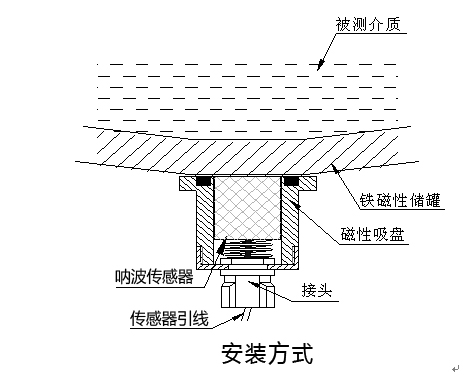 被测介质
铁磁性储罐
磁性吸盘
呐波传感器
接头
传感器引线
安装方式